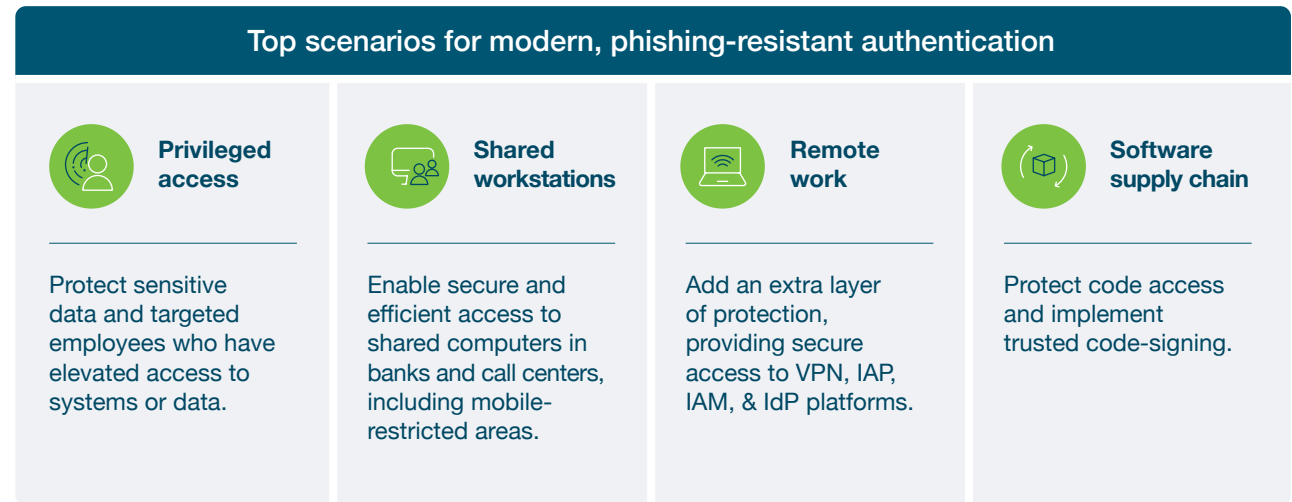 Top scenarios for modern, phishing-resistant authentication
Privileged
access
Protect sensitive
data and targeted
employees who have
elevated access to
systems or data.
Shared
workstations
Enable secure and
efficient access to
shared computers in
banks and call centers,
including mobile-
restricted areas.
Remote
work
Add an extra layer
of protection,
providing secure
access to VPN, IAP,
IAM, & IdP platforms.
Software
supply chain
Protect code access
and implement
trusted code-signing.